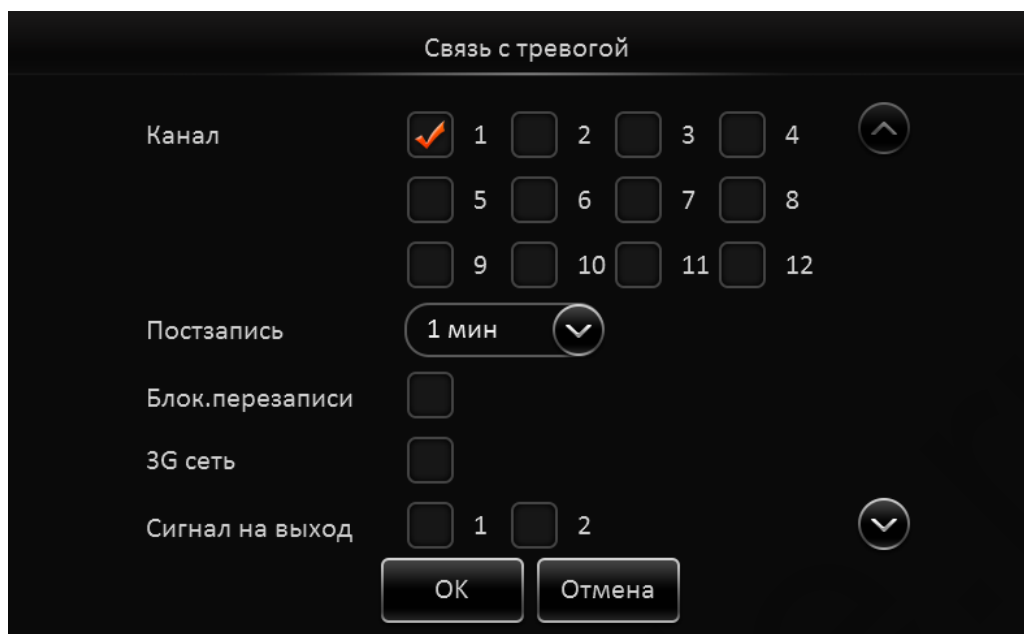 Связь с тревогой
Канал 1 2 3 4
5 6 7 8
9 10 11 12
Постзапись 1 мин
Блок.перезаписи
3G сеть
Сигнал на выход 1 2
OK Отмена